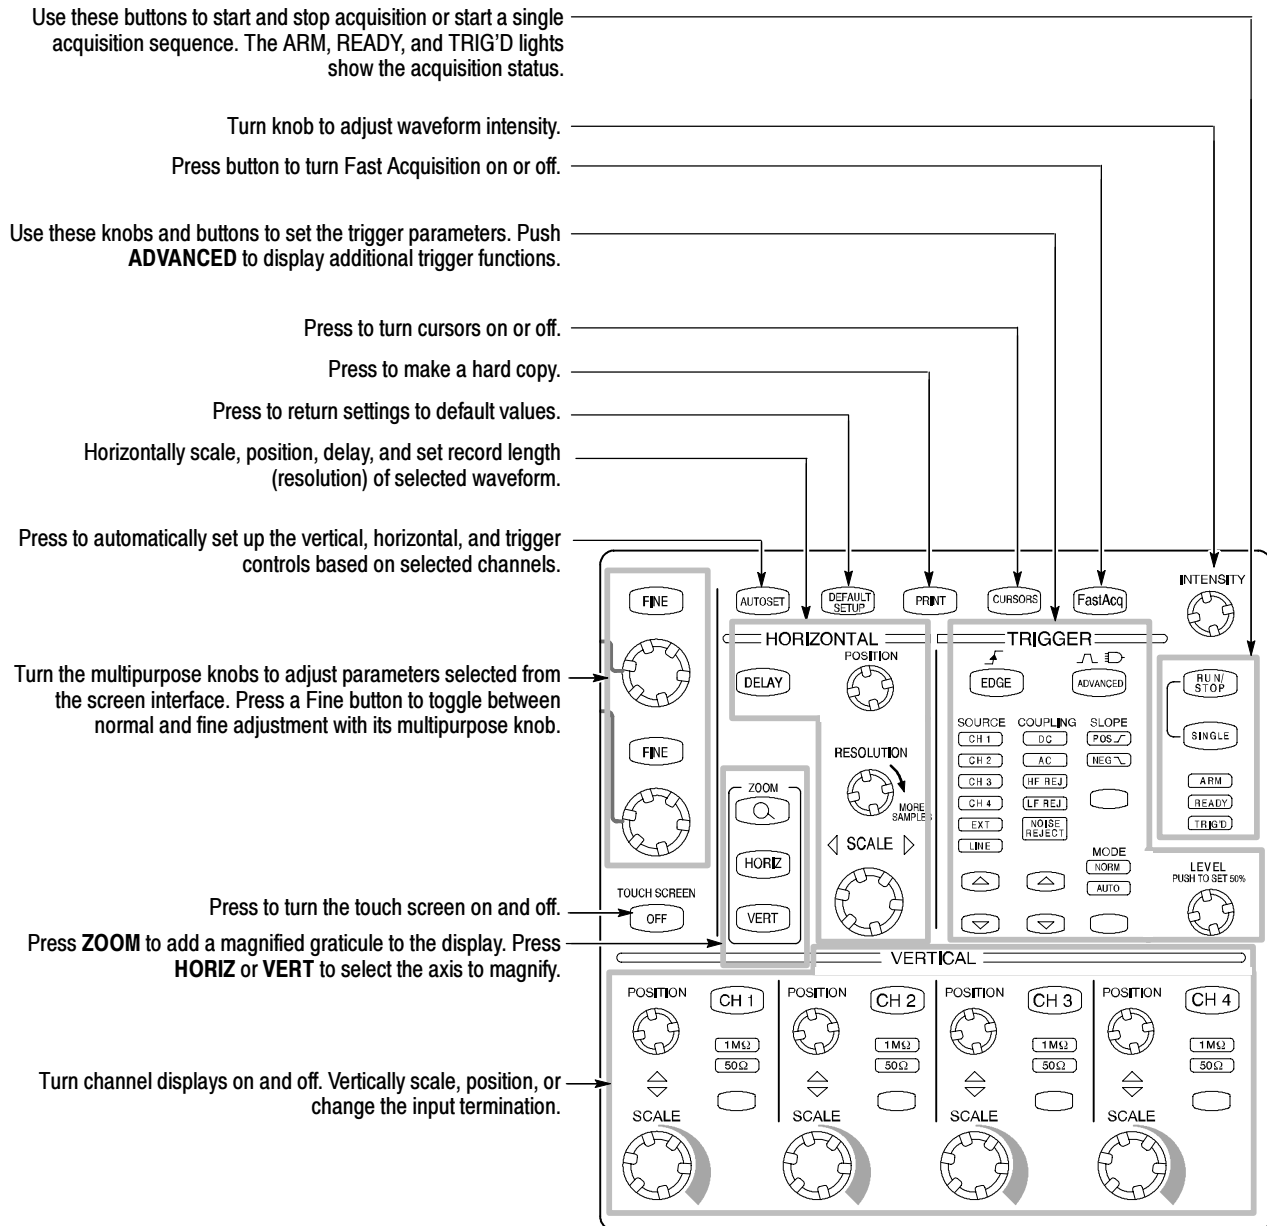 Use these buttons to start and stop acquisition or start a single
acquisition sequence. The ARM, READY, and TRIG’D lights
show the acquisition status.
Turn knob to adjust waveform intensity.
Press button to turn Fast Acquisition on or off.
Use these knobs and buttons to set the trigger parameters. Push
ADVANCED to display additional trigger functions.
Press to turn cursors on or off.
Press to make a hard copy.
Press to return settings to default values.
Horizontally scale, position, delay, and set record length
(resolution) of selected waveform.
Press to automatically set up the vertical, horizontal, and trigger
controls based on selected channels.
Turn the multipurpose knobs to adjust parameters selected from
the screen interface. Press a Fine button to toggle between
normal and fine adjustment with its multipurpose knob.
Press to turn the touch screen on and off.
Press ZOOM to add a magnified graticule to the display. Press
HORIZ or VERT to select the axis to magnify.
Turn channel displays on and off. Vertically scale, position, or
change the input termination.
FINE
FINE
TOUCH SCREEN
OFF
AUTOSET
DEFAULT
SETUP
PRINT
CURSORS
FastAcq
INTENSITY
HORIZONTAL
POSITION
DELAY
RESOLUTION
MORE
SAMPLES
SCALE
ZOOM
HORIZ
VERT
TRIGGER
EDGE
ADVANCED
SOURCE
CH 1
CH 2
CH 3
CH 4
EXT
LINE
COUPLING
DC
AC
HF REJ
LF REJ
NOISE
REJECT
SLOPE
POS
NEG
MODE
NORM
AUTO
RUN/
STOP
SINGLE
ARM
READY
TRIG'D
LEVEL
PUSH TO SET 50%
VERTICAL
POSITION
CH 1
1MΩ
50Ω
SCALE
POSITION
CH 2
1MΩ
50Ω
SCALE
POSITION
CH 3
1MΩ
50Ω
SCALE
POSITION
CH 4
1MΩ
50Ω
SCALE